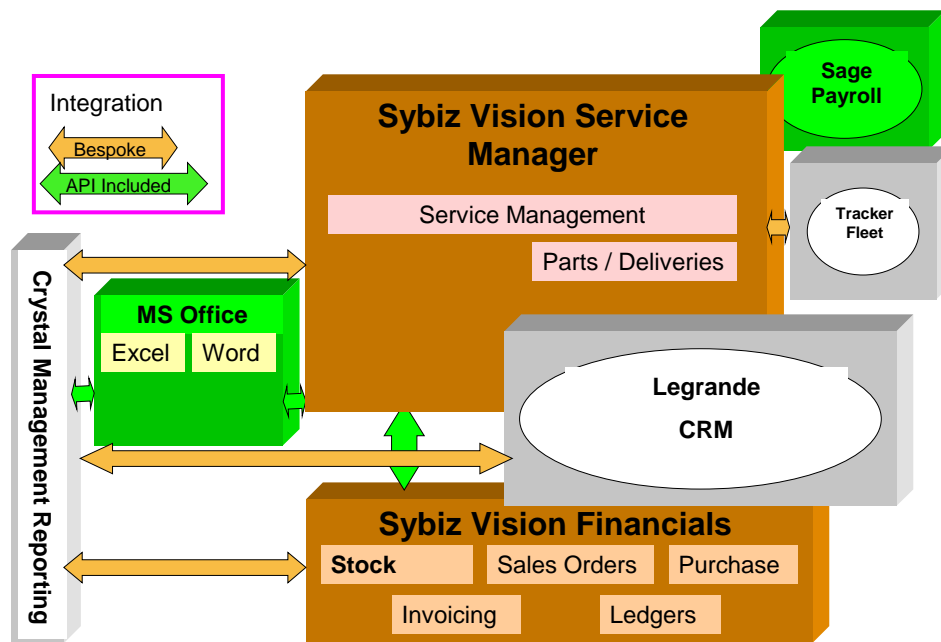 Sage
Payroll
Integration
Bespoke
API Included
Sybiz Vision Service
Manager
Service Management
Parts / Deliveries
Tracker
Fleet
Crystal Management Reporting
MS Office
Excel
Word
Legrande
CRM
Sybiz Vision Financials
Stock
Sales Orders
Purchase
Invoicing
Ledgers